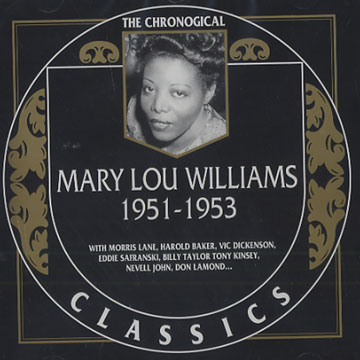 THE CHRONOGICAL
MARY LOU WILLIAMS
1951-1953
WITH MORRIS LANE, HAROLD BAKER, VIC DICKENSON,
EDDIE SAFRANSKI, BILLY TAYLOR TONY KINSEY,
NEVELL JOHN, DON LAMOND...
CLASSICS